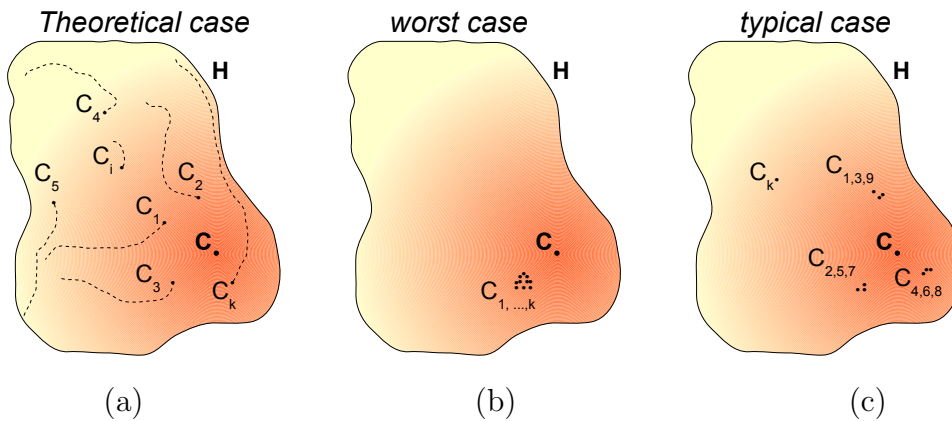 Theoretical case
H
C4
Ci
C5
C2
C1
C
C3
Ck
(a)
worst case
H
C
C1, ...,k
(b)
typical case
H
Ck
C1,3,9
C
C2,5,7
C4,6,8
(c)